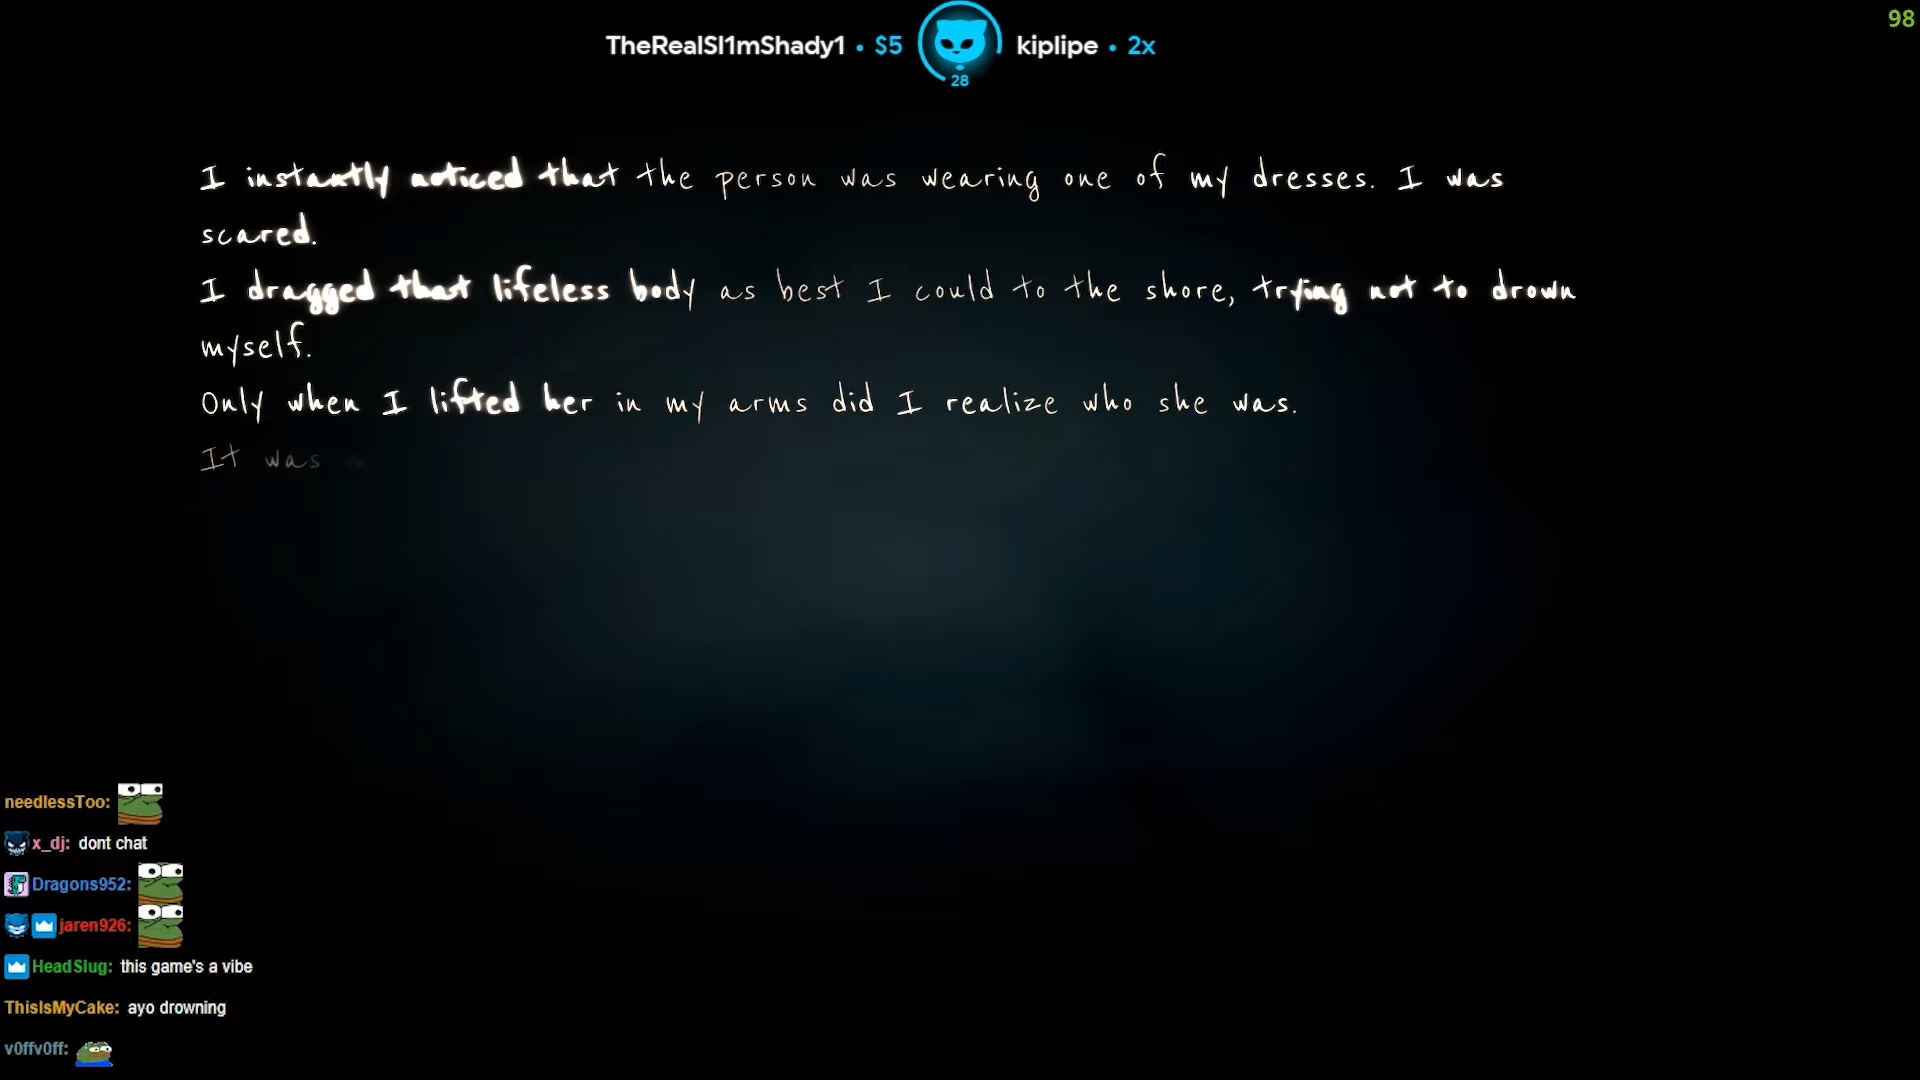 98
TheRealSl1mShady1 • $5
28
kiplipe • 2x
I instantly noticed that the person was wearing one of my dresses. I was
scared.
I dragged that lifeless body as best I could to the shore, trying not to drown
myself.
Only when I lifted her in my arms did I realize who she was.
It was
needlessToo:
x_dj: dont chat
Dragons952:
jaren926:
HeadSlug: this game's a vibe
ThisIsMyCake: ayo drowning
v0ffv0ff: